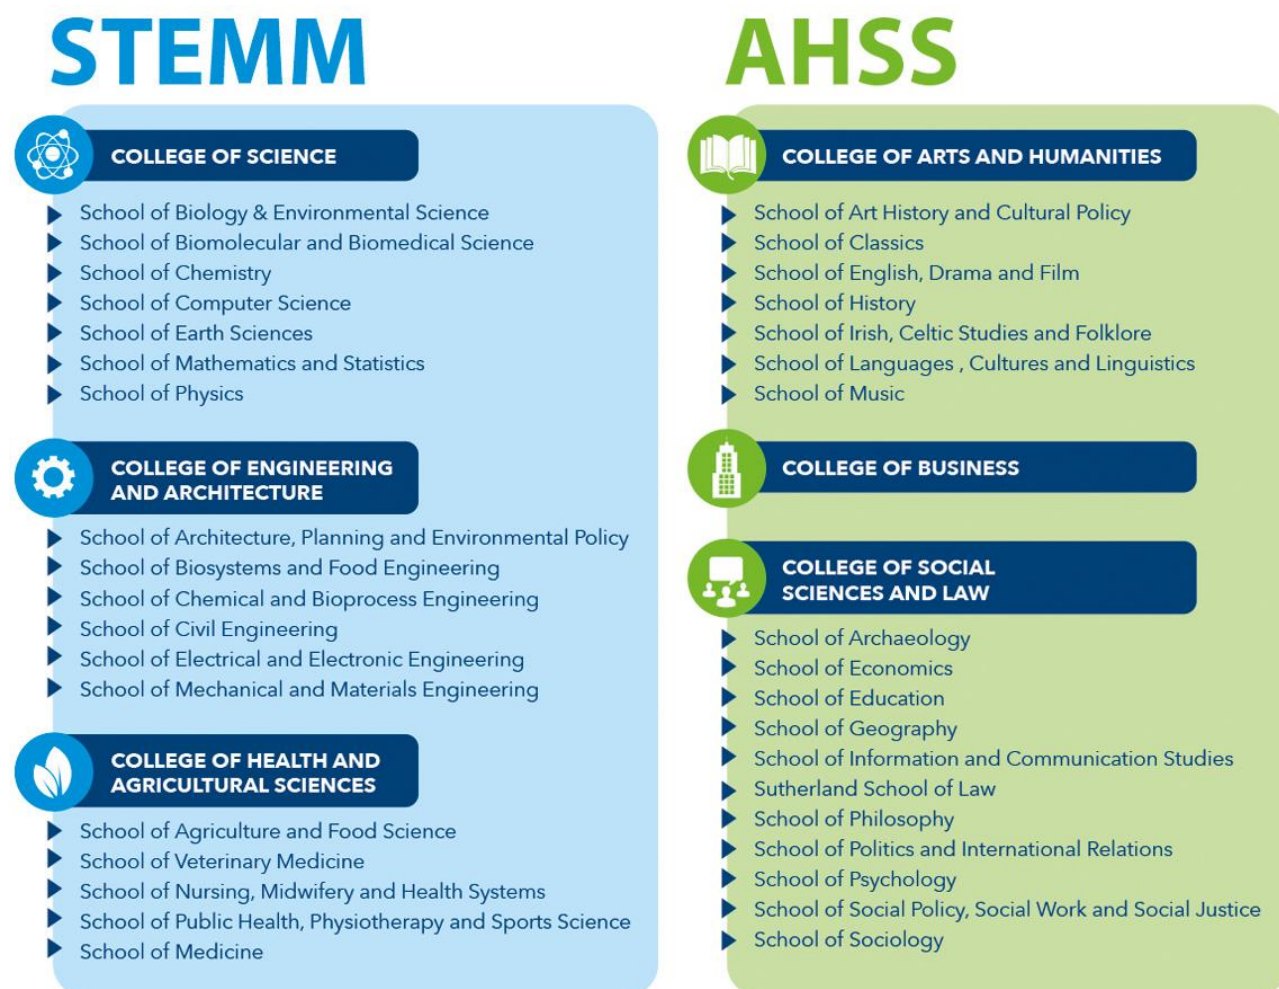 STEMM
COLLEGE OF SCIENCE
School of Biology & Environmental Science
School of Biomolecular and Biomedical Science
School of Chemistry
School of Computer Science
School of Earth Sciences
School of Mathematics and Statistics
School of Physics
COLLEGE OF ENGINEERING
AND ARCHITECTURE
School of Architecture, Planning and Environmental Policy
School of Biosystems and Food Engineering
School of Chemical and Bioprocess Engineering
School of Civil Engineering
School of Electrical and Electronic Engineering
School of Mechanical and Materials Engineering
COLLEGE OF HEALTH AND
AGRICULTURAL SCIENCES
School of Agriculture and Food Science
School of Veterinary Medicine
School of Nursing, Midwifery and Health Systems
School of Public Health, Physiotherapy and Sports Science
School of Medicine
AHSS
COLLEGE OF ARTS AND HUMANITIES
School of Art History and Cultural Policy
School of Classics
School of English, Drama and Film
School of History
School of Irish, Celtic Studies and Folklore
School of Languages , Cultures and Linguistics
School of Music
COLLEGE OF BUSINESS
COLLEGE OF SOCIAL
SCIENCES AND LAW
School of Archaeology
School of Economics
School of Education
School of Geography
School of Information and Communication Studies
Sutherland School of Law
School of Philosophy
School of Politics and International Relations
School of Psychology
School of Social Policy, Social Work and Social Justice
School of Sociology